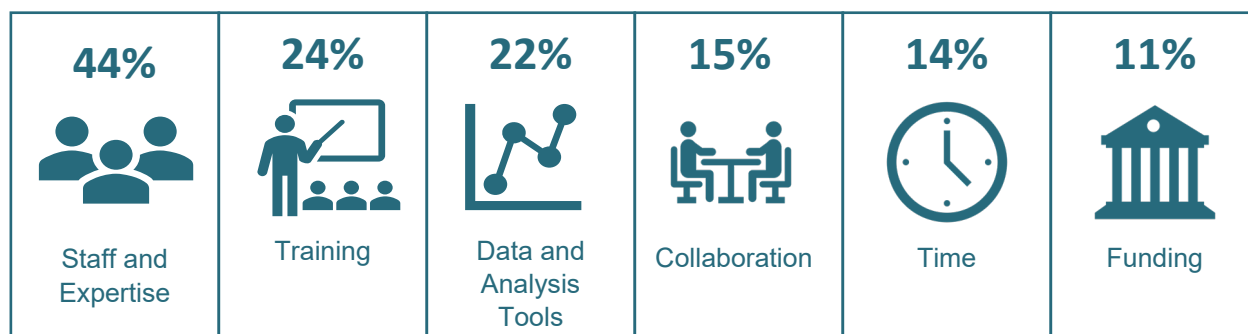 44%
Staff and
Expertise
24%
Training
22%
Data and
Analysis
Tools
15%
Collaboration
14%
Time
11%
Funding